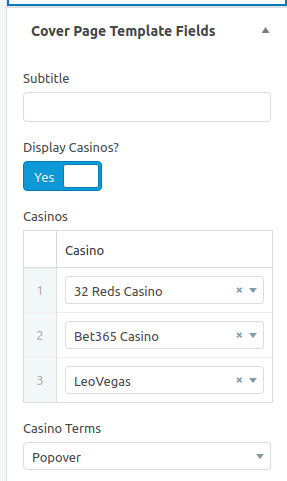 Cover Page Template Fields
Subtitle
Display Casinos?
Yes
Casinos
Casino
1 32 Reds Casino
2 Bet365 Casino
3 LeoVegas
Casino Terms
Popover